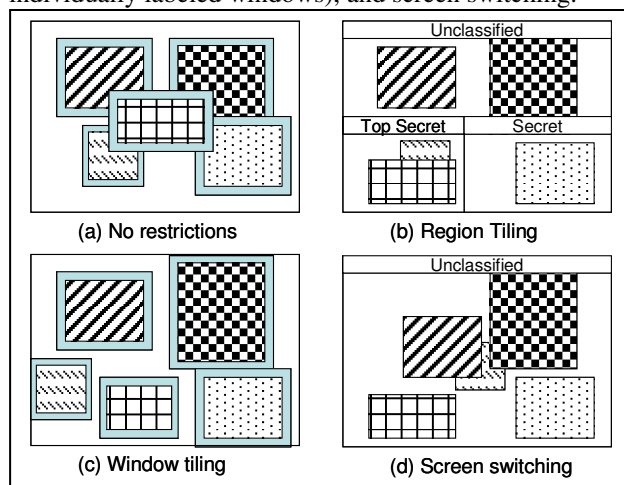 individually labeled windows), and screen switching.
Unclassified
Top Secret
Secret
(a) No restrictions
(b) Region Tiling
Unclassified
(c) Window tiling
(d) Screen switching